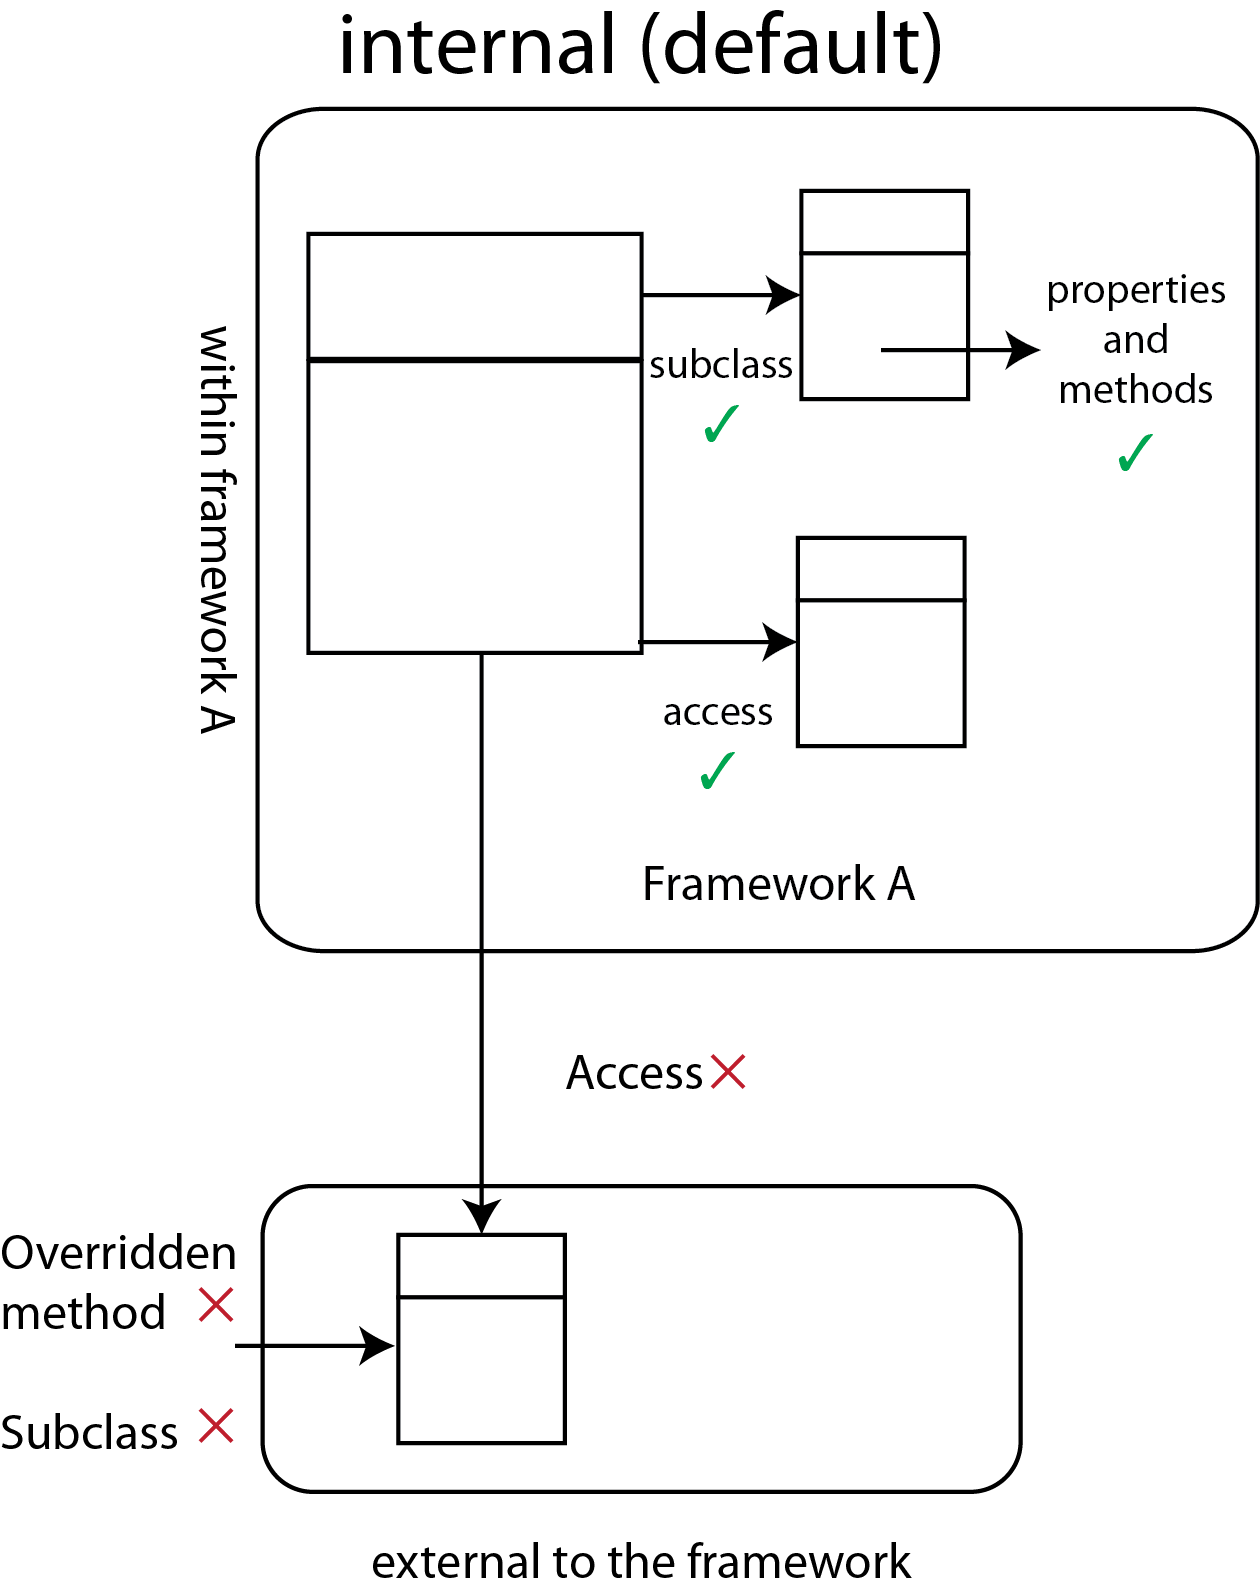 internal (default)
within framework A
properties
and
methods
subclass
access
Framework A
Access
Overridden
method
Subclass
external to the framework